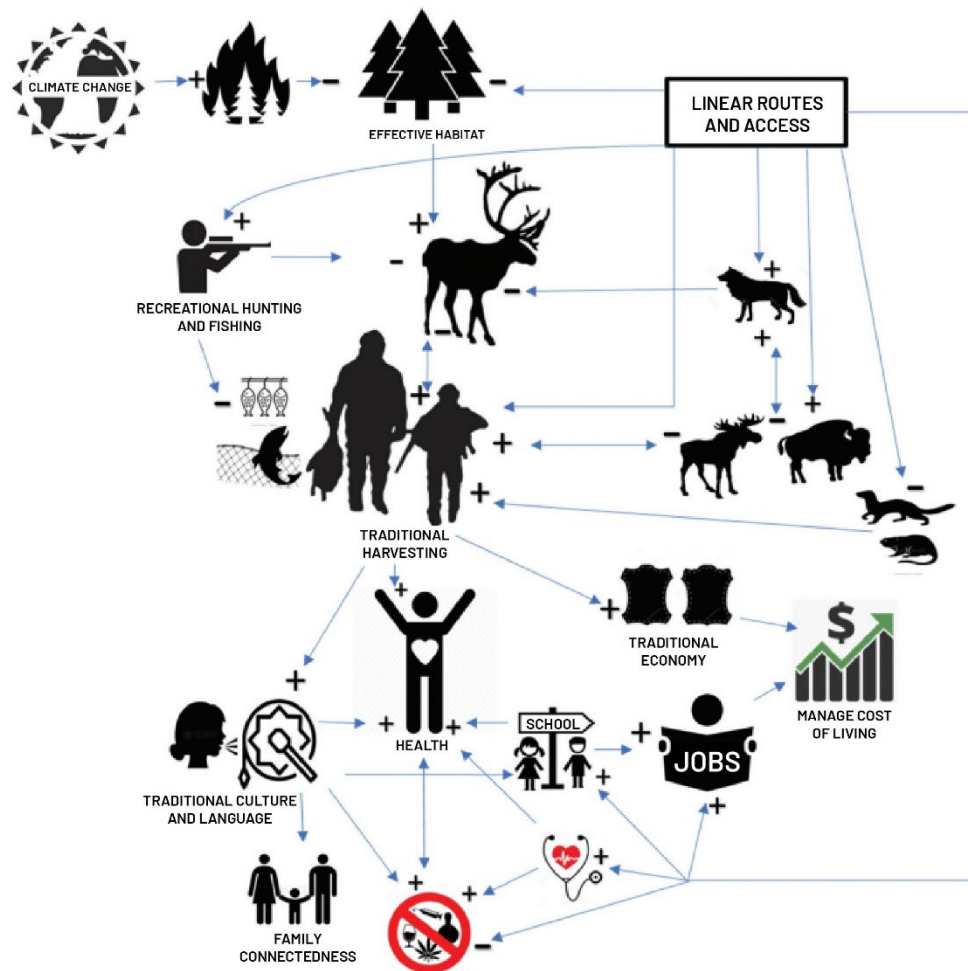 CLIMATE CHANGE
EFFECTIVE HABITAT
LINEAR ROUTES
AND ACCESS
RECREATIONAL HUNTING
AND FISHING
TRADITIONAL
HARVESTING
TRADITIONAL
ECONOMY
$
MANAGE COST
OF LIVING
HEALTH
SCHOOL
JOBS
TRADITIONAL CULTURE
AND LANGUAGE
FAMILY
CONNECTEDNESS